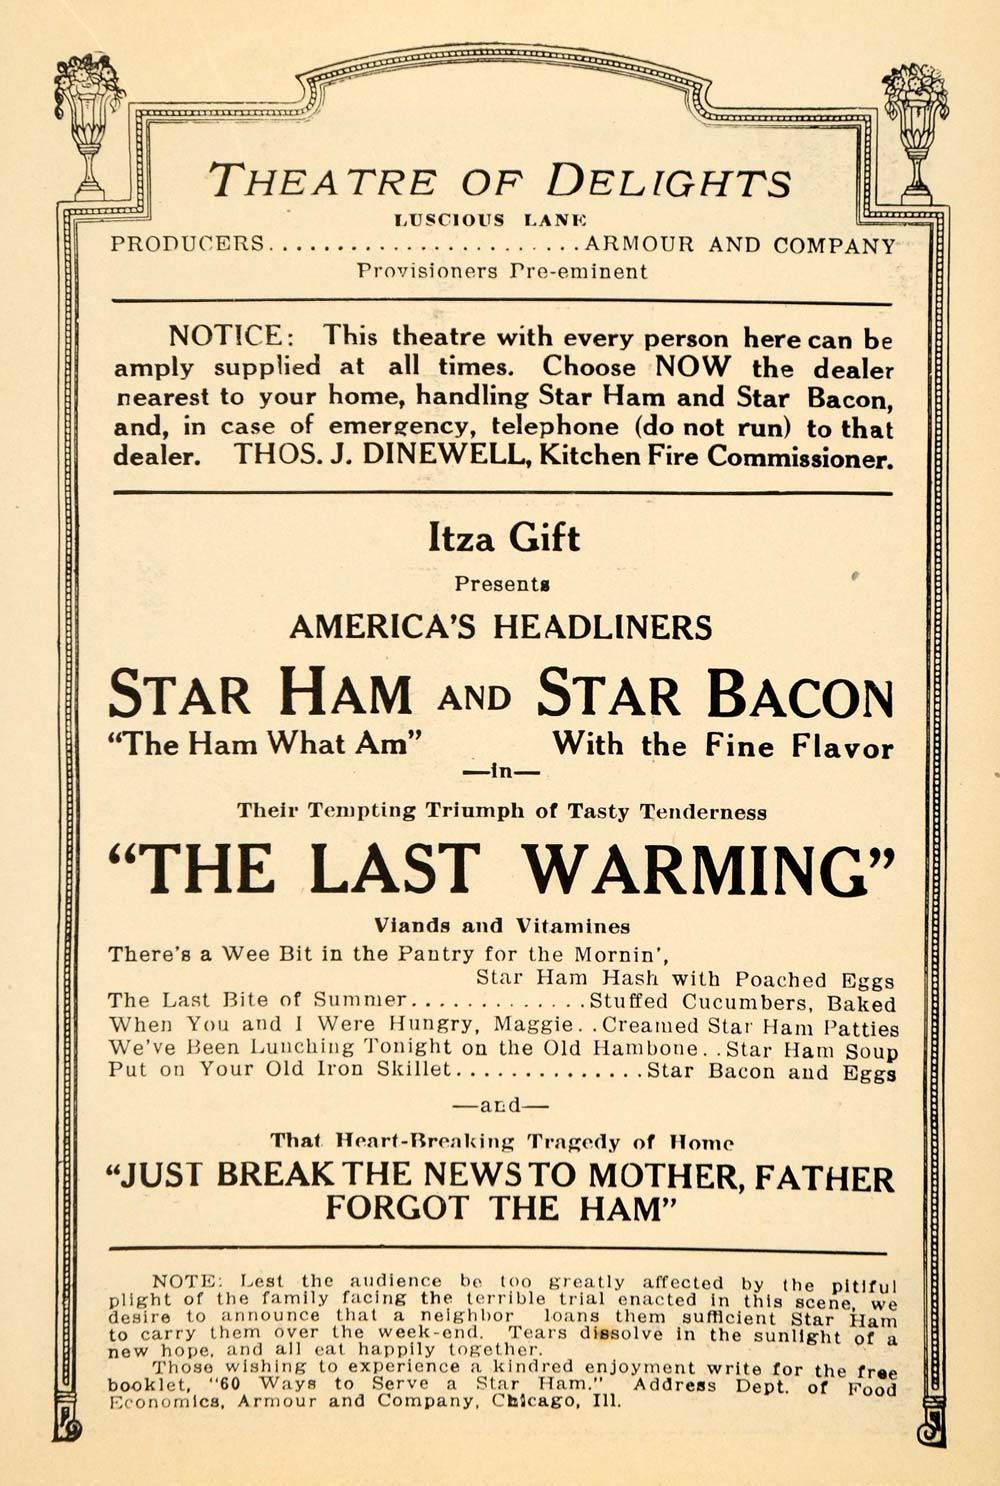 THEATRE OF DELIGHTS
LUSCIOUS LANE
PRODUCERS.......................ARMOUR AND COMPANY
Provisioners Pre-eminent
NOTICE: This theatre with every person here can be
amply supplied at all times. Choose NOW the dealer
nearest to your home, handling Star Ham and Star Bacon,
and, in case of emergency, telephone (do not run) to that
dealer. THOS. J. DINEWELL, Kitchen Fire Commissioner.
Itza Gift
Presents
AMERICA'S HEADLINERS
STAR HAM AND STAR BACON
"The Ham What Am" With the Fine Flavor
—in—
Their Tempting Triumph of Tasty Tenderness
"THE LAST WARMING"
Viands and Vitamines
There's a Wee Bit in the Pantry for the Mornin',
Star Ham Hash with Poached Eggs
The Last Bite of Summer.............Stuffed Cucumbers, Baked
When You and I Were Hungry, Maggie..Creamed Star Ham Patties
We've Been Lunching Tonight on the Old Hambone..Star Ham Soup
Put on Your Old Iron Skillet..............Star Bacon and Eggs
—and—
That Heart-Breaking Tragedy of Home
"JUST BREAK THE NEWS TO MOTHER, FATHER
FORGOT THE HAM"
NOTE: Lest the audience be too greatly affected by the pitiful
plight of the family facing the terrible trial enacted in this scene, we
desire to announce that a neighbor loans them sufficient Star Ham
to carry them over the week-end. Tears dissolve in the sunlight of a
new hope, and all eat happily together.
Those wishing to experience a kindred enjoyment write for the free
booklet, "60 Ways to Serve a Star Ham." Address Dept. of Food
Economics, Armour and Company, Chicago, Ill.